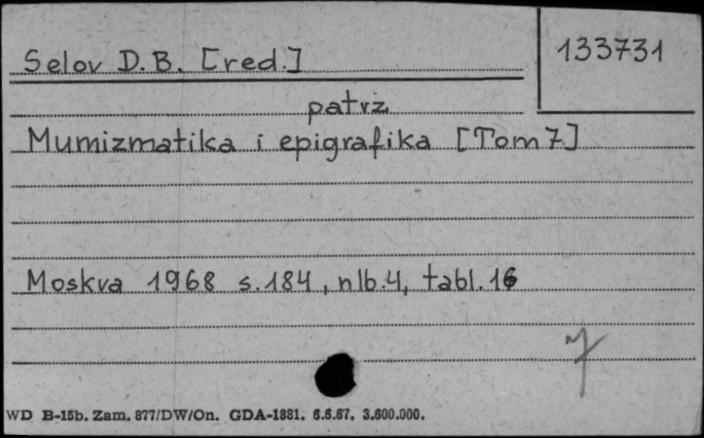 133731
Selov D.B. [red.]
patrz
Mumizmatika i epigrafika [Tom 7]
Moskva 1968 s.184, nlb.4, tabl.16
7
WD B-15b. Zam. 877/DW/On. GDA-1881. 6.6.67. 3.600.000.